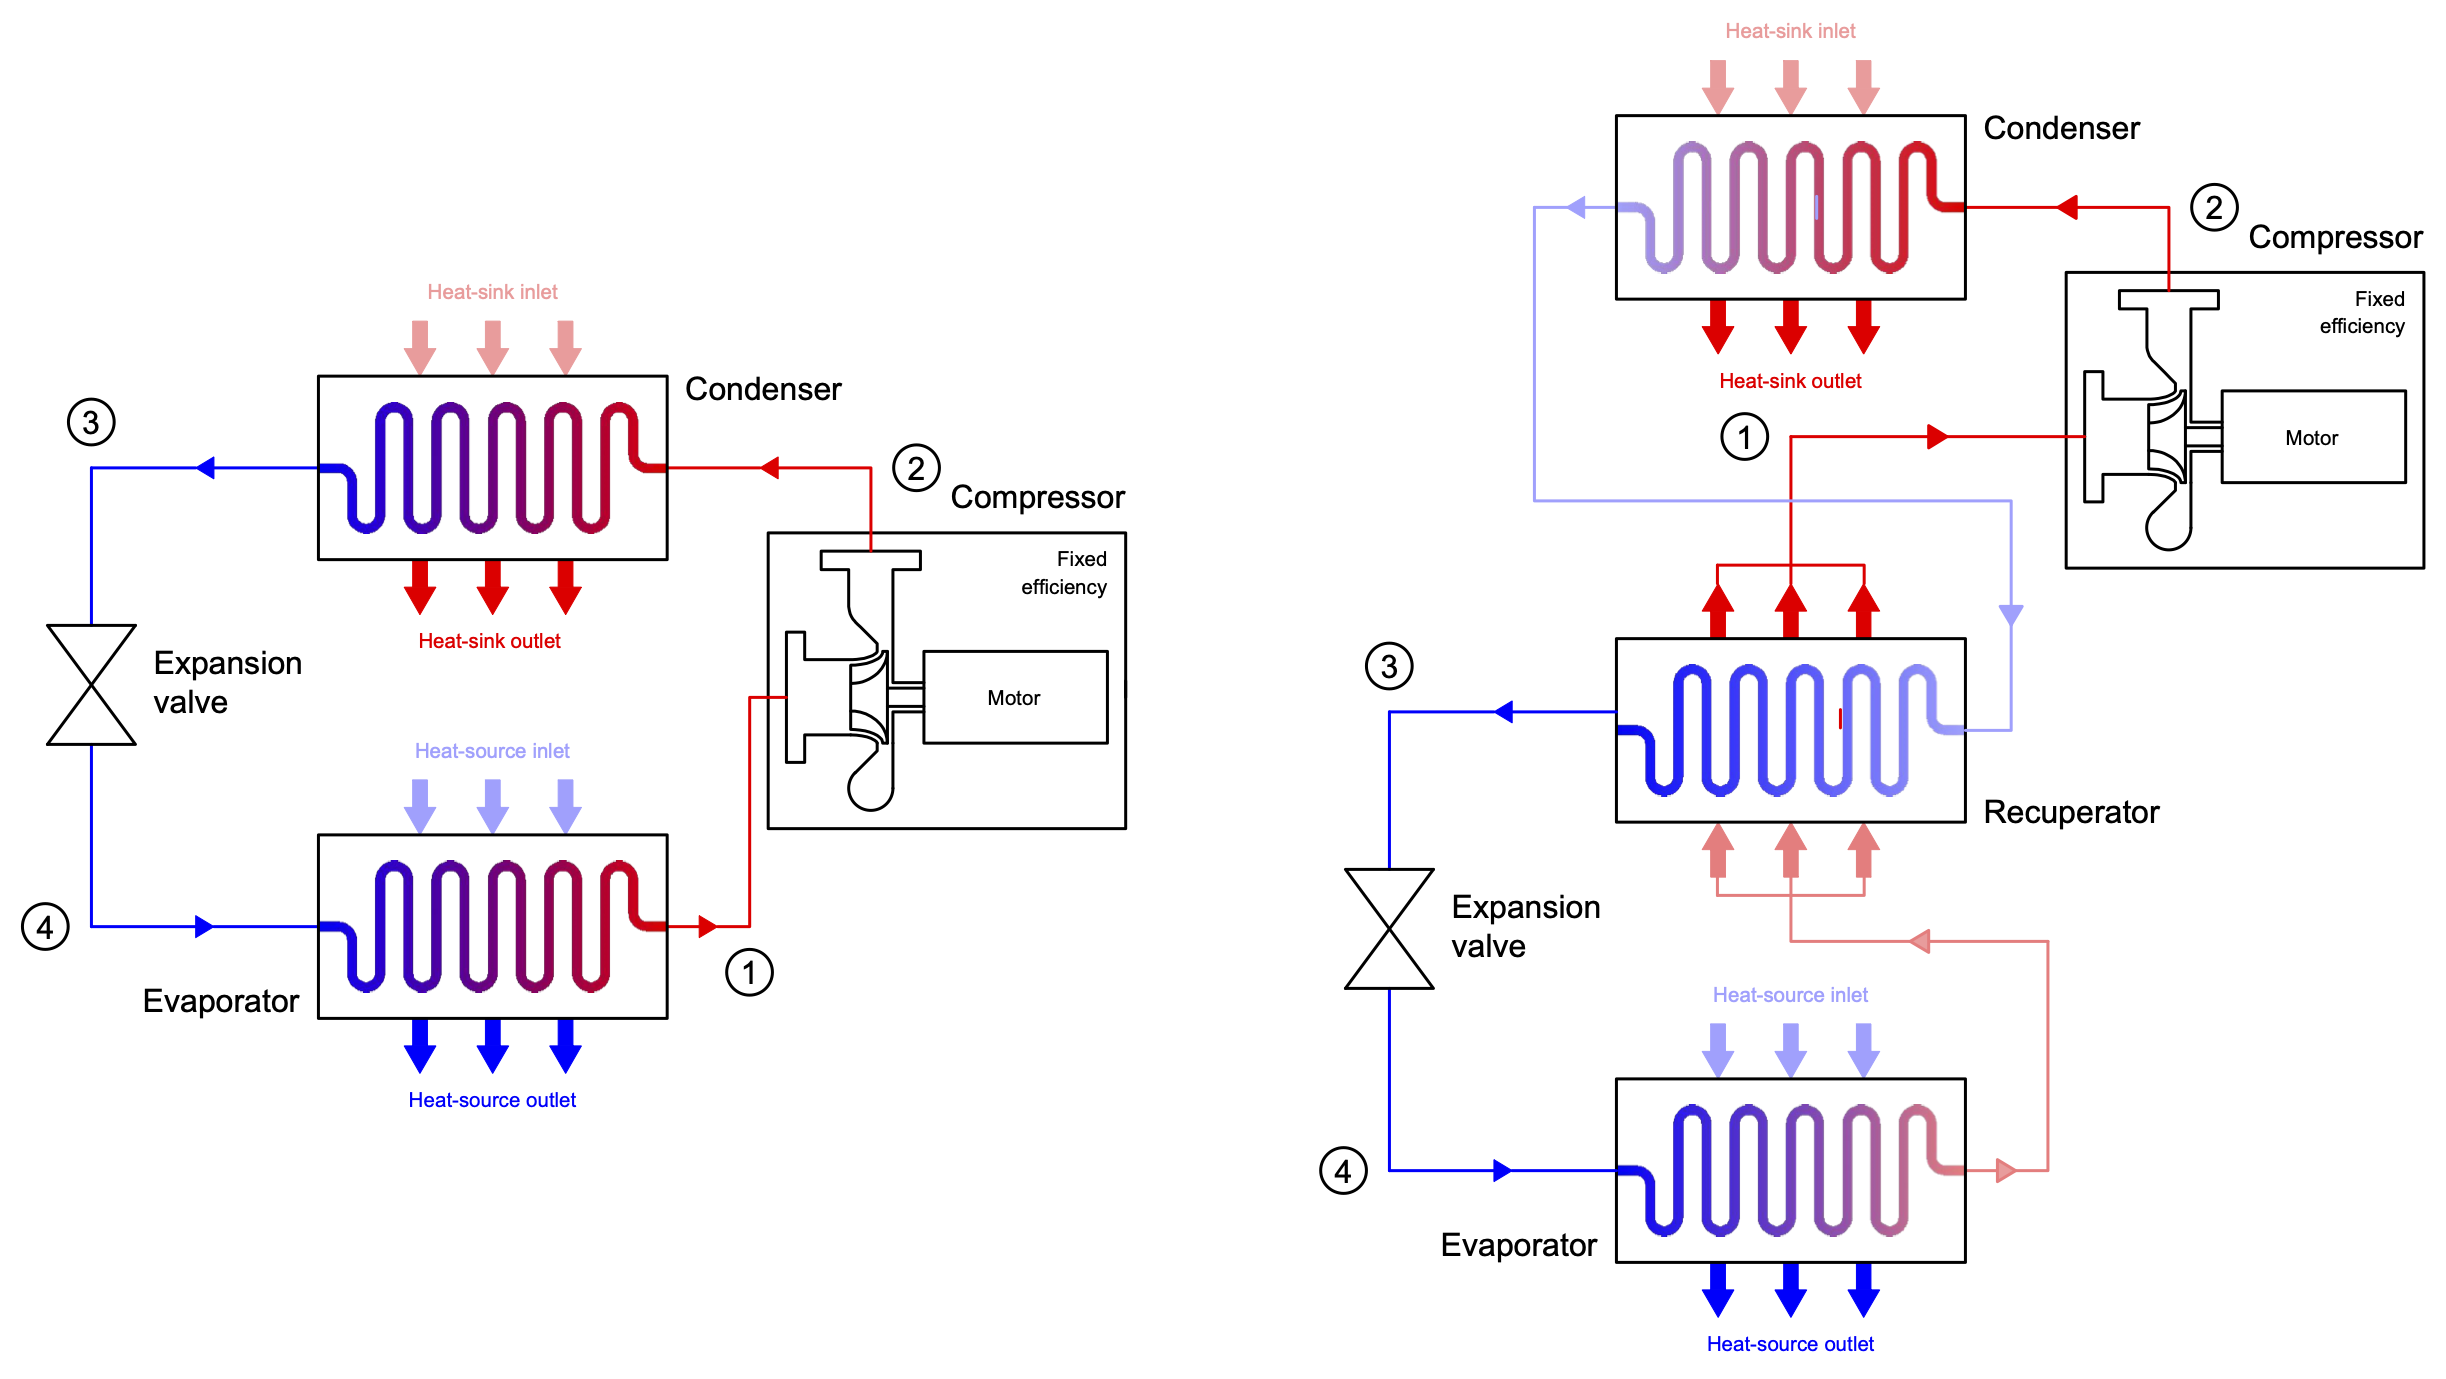 Heat-sink inlet
Condenser
3
2
Compressor
Fixed
efficiency
Heat-sink outlet
Expansion
valve
Motor
Heat-source inlet
4
1
Evaporator
Heat-source outlet
Heat-sink inlet
Condenser
2
Compressor
Fixed
efficiency
Heat-sink outlet
1
Motor
3
Recuperator
Expansion
valve
Heat-source inlet
4
Evaporator
Heat-source outlet